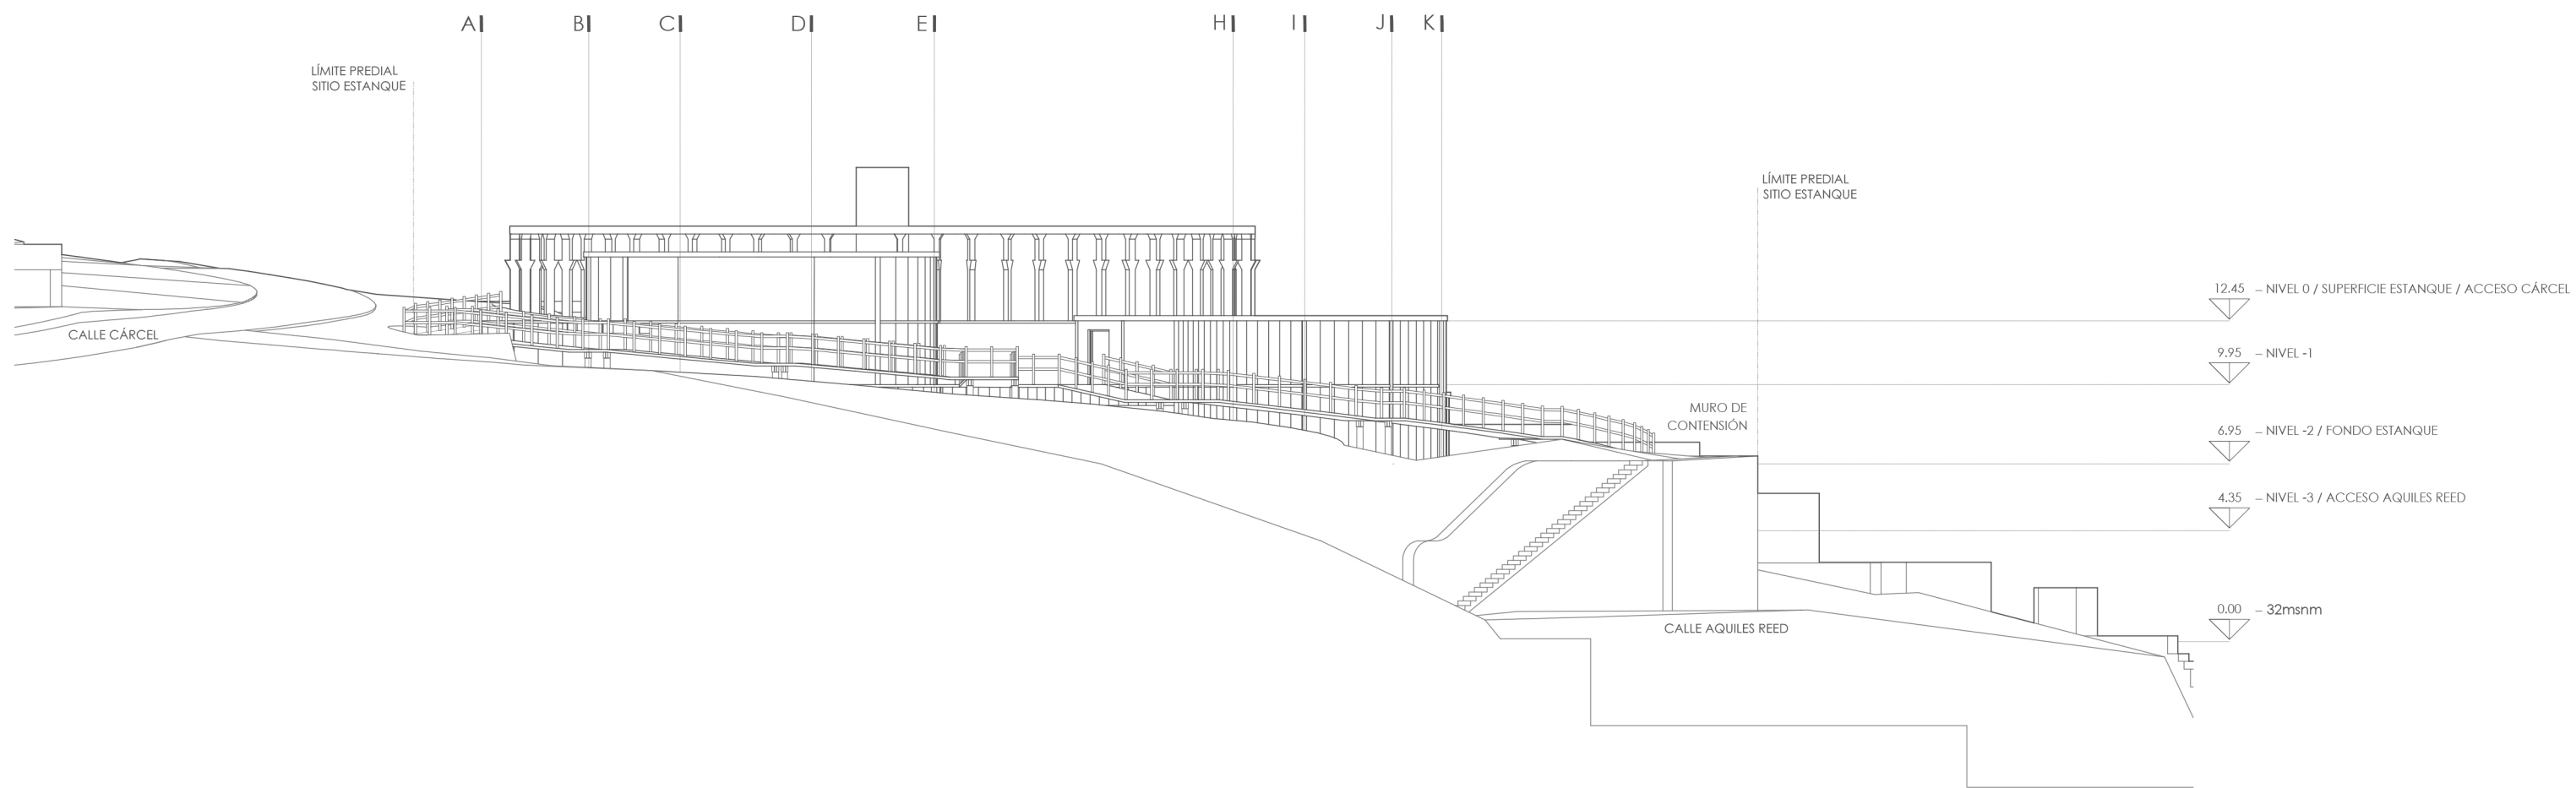 A B C D E H I J K
LÍMITE PREDIAL
SITIO ESTANQUE
LÍMITE PREDIAL
SITIO ESTANQUE
12.45 – NIVEL 0 / SUPERFICIE ESTANQUE / ACCESO CÁRCEL
CALLE CÁRCEL
9.95 – NIVEL -1
MURO DE
CONTENSIÓN
6.95 – NIVEL -2 / FONDO ESTANQUE
4.35 – NIVEL -3 / ACCESO AQUILES REED
0.00 – 32msnm
CALLE AQUILES REED